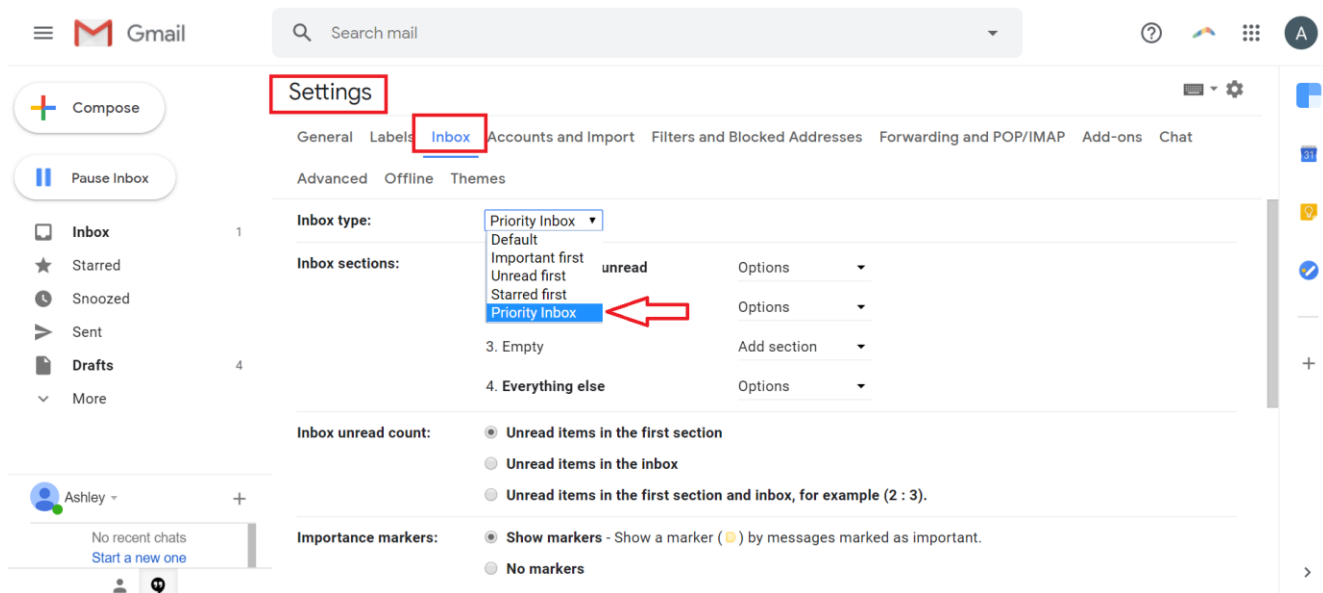 Gmail
Search mail
A
Compose
Pause Inbox
Inbox 1
Starred
Snoozed
Sent
Drafts 4
More
Ashley
No recent chats
Start a new one
Settings
General Labels Inbox Accounts and Import Filters and Blocked Addresses Forwarding and POP/IMAP Add-ons Chat
Advanced Offline Themes
Inbox type: Priority Inbox
Default
Important first
Unread first
Starred first
Priority Inbox
Inbox sections: unread Options
Options
3. Empty Add section
4. Everything else Options
Inbox unread count: Unread items in the first section
Unread items in the inbox
Unread items in the first section and inbox, for example (2 : 3).
Importance markers: Show markers - Show a marker ( ) by messages marked as important.
No markers
31